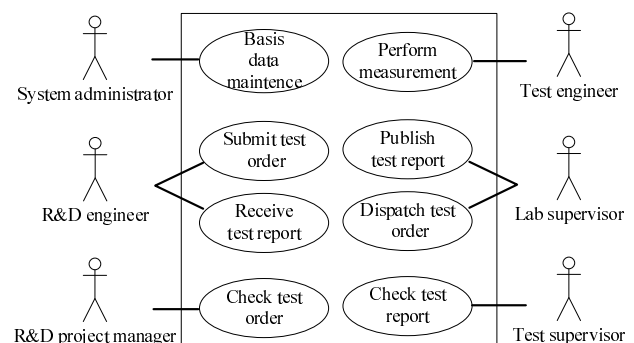 Basis
data
maintence
Perform
measurement
System administrator
Test engineer
Submit test
order
Publish
test report
R&D engineer
Receive
test report
Dispatch test
order
Lab supervisor
Check test
order
Check test
report
R&D project manager
Test supervisor